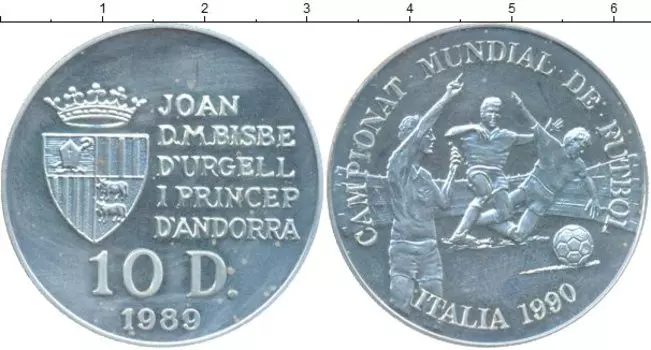 1 2 3 4 5 6
JOAN
D.M.BISBE
D'URGELL
I PRINCEP
D'ANDORRA
10 D.
1989
CAMPIONAT · MUNDIAL · DE · FUTBOL
ITALIA 1990